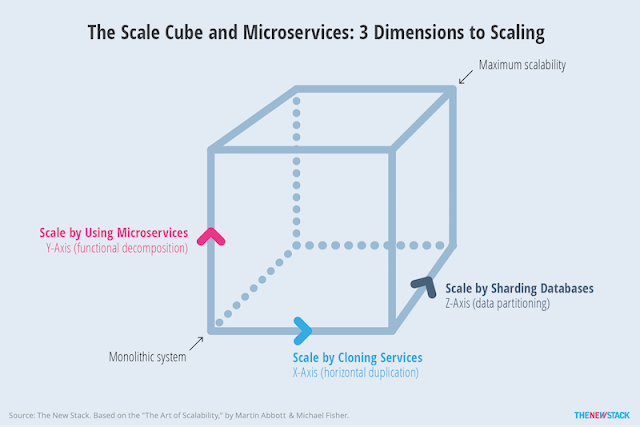 The Scale Cube and Microservices: 3 Dimensions to Scaling
Maximum scalability
Scale by Using Microservices
Y-Axis (functional decomposition)
Scale by Sharding Databases
Z-Axis (data partitioning)
Monolithic system
Scale by Cloning Services
X-Axis (horizontal duplication)
Source: The New Stack. Based on the "The Art of Scalability," by Martin Abbott & Michael Fisher.
THENEWSTACK